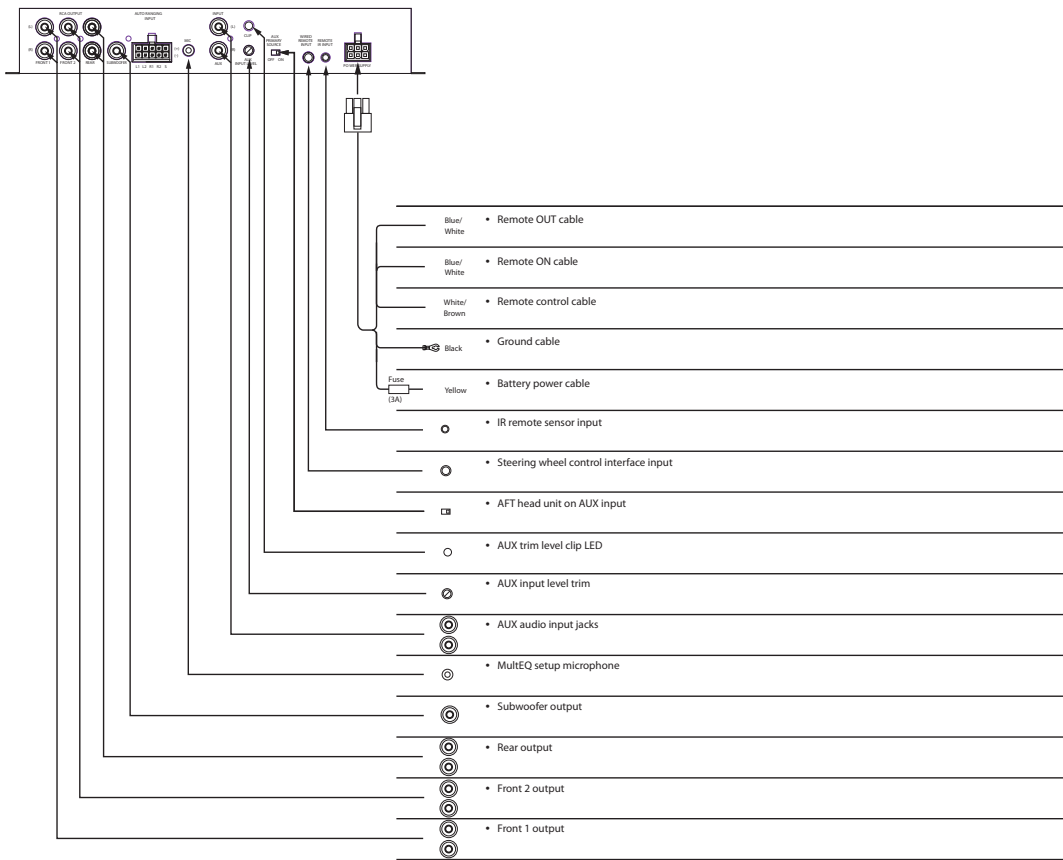 RCA OUTPUT
AUTO RANGING
INPUT
INPUT
(L)
(L)
CLIP
AUX
PRIMARY
SOURCE
WIRED
REMOTE
INPUT
REMOTE
IR INPUT
MIC
(+)
(-)
(R)
(R)
FRONT 1
FRONT 2
REAR
SUBWOOFER
L1 L2 R1 R2 S
AUX
AUX
INPUT LEVEL
OFF ON
POWER SUPPLY
Blue/
White
• Remote OUT cable
Blue/
White
• Remote ON cable
White/
Brown
• Remote control cable
Black
• Ground cable
Fuse
(3A)
Yellow
• Battery power cable
• IR remote sensor input
• Steering wheel control interface input
• AFT head unit on AUX input
• AUX trim level clip LED
• AUX input level trim
• AUX audio input jacks
• MultEQ setup microphone
• Subwoofer output
• Rear output
• Front 2 output
• Front 1 output